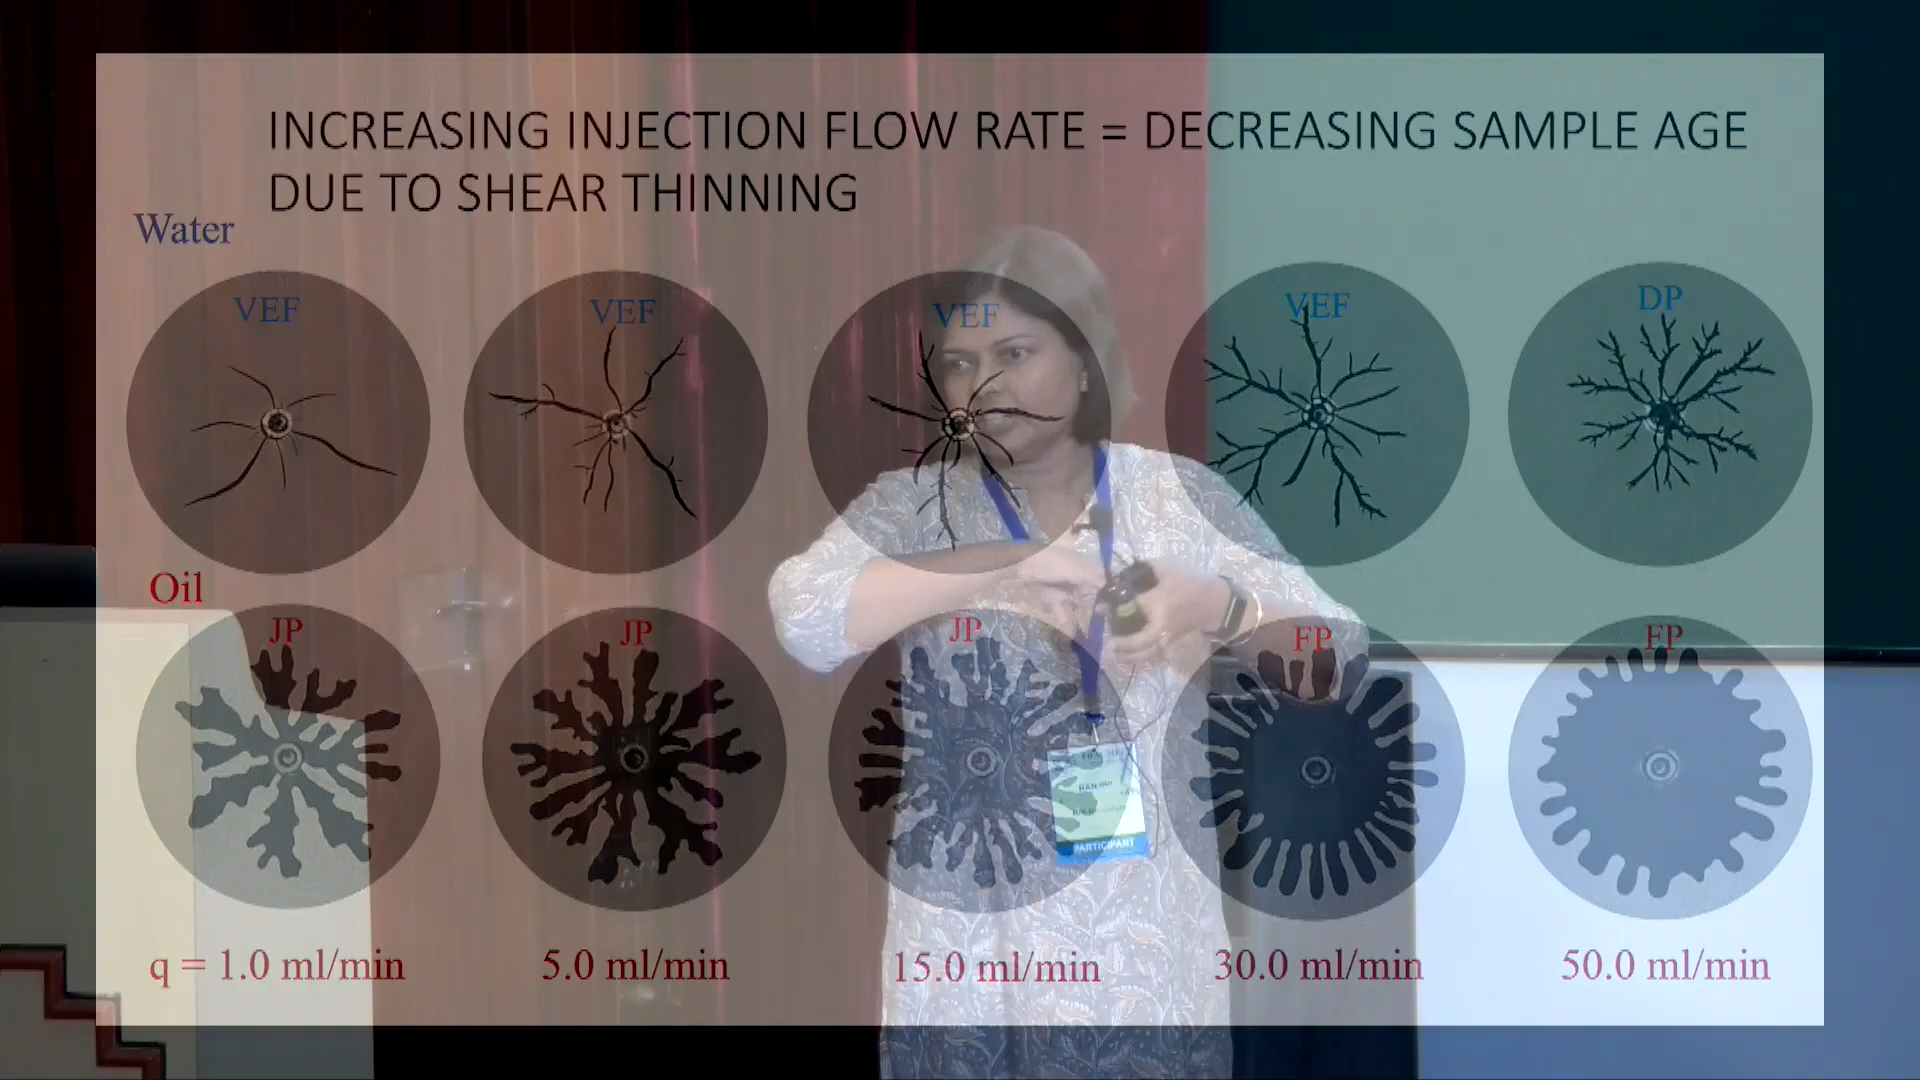 INCREASING INJECTION FLOW RATE = DECREASING SAMPLE AGE
DUE TO SHEAR THINNING
Water
VEF VEF VEF VEF DP
Oil
JP JP JP FP FP
PARTICIPANT
q = 1.0 ml/min 5.0 ml/min 15.0 ml/min 30.0 ml/min 50.0 ml/min